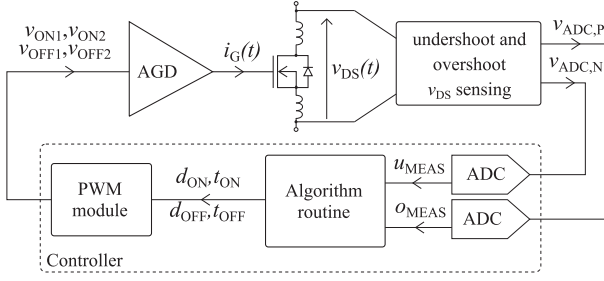 vON1,vON2
vOFF1,vOFF2
AGD
iG(t)
vDS(t)
undershoot and
overshoot
vDS sensing
vADC,P
vADC,N
PWM
module
dON,tON
dOFF,tOFF
Algorithm
routine
uMEAS
oMEAS
ADC
ADC
Controller